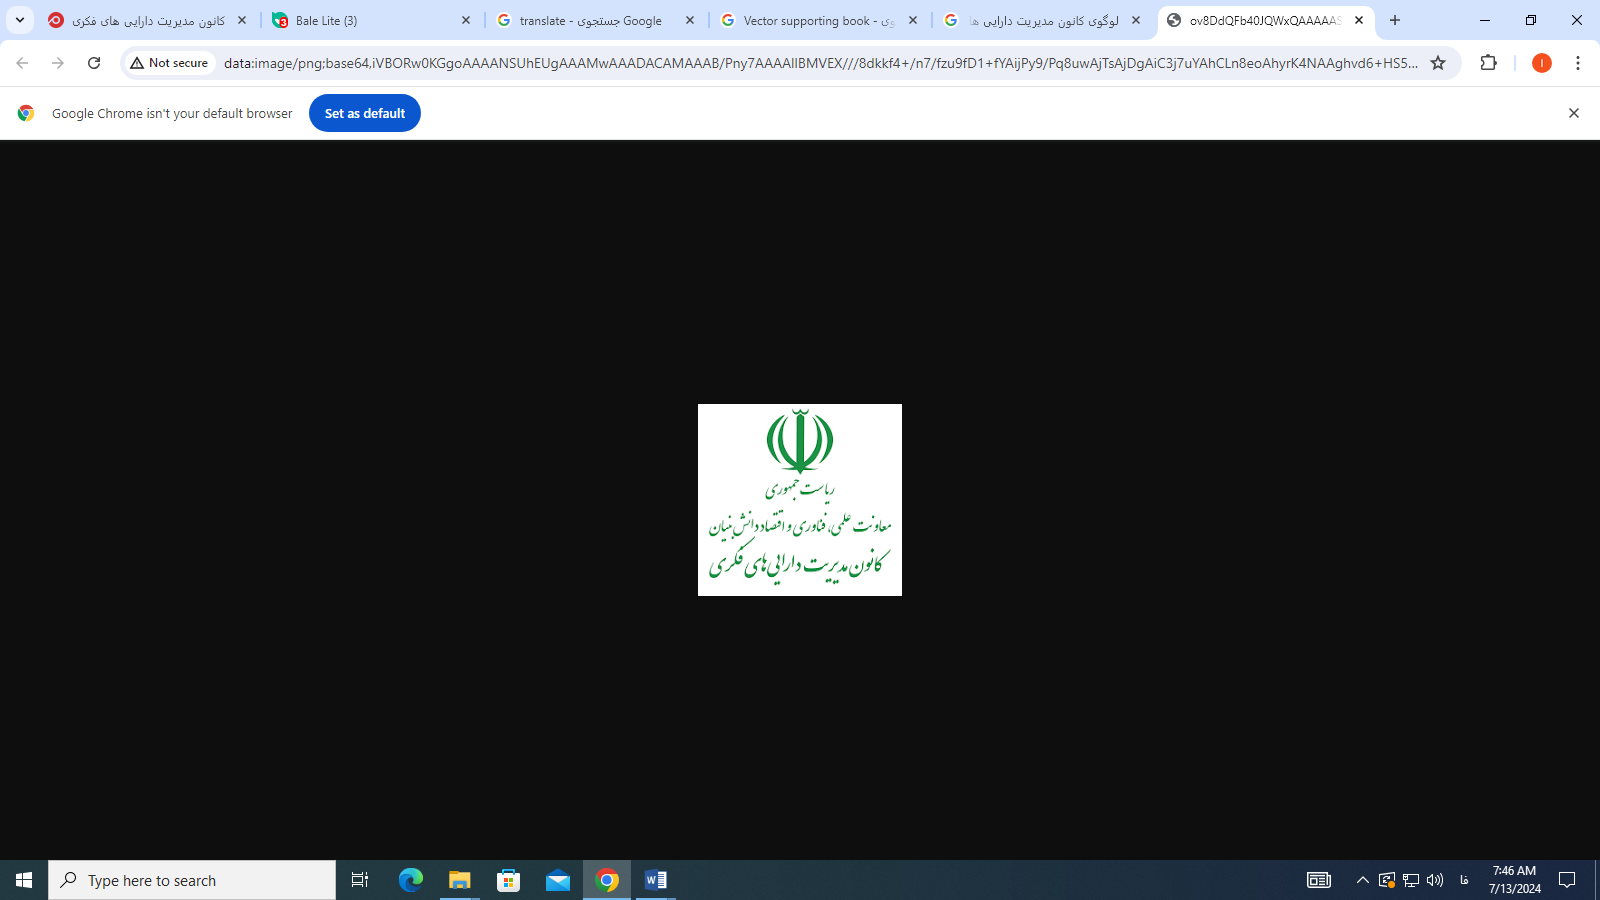 کانون مدیریت دارایی های فکری
Bale Lite (3)
translate - جستجوی Google
Vector supporting book - وی
لوگوی کانون مدیریت دارایی ها
ov8DdQFb40JQWxQAAAAAS
Not secure
data:image/png;base64,iVBORw0KGgoAAAANSUhEUgAAAMwAAADACAMAAAB/Pny7AAAAllBMVEX///8dkkf4+/n7/fzu9fD1+fYAijPy9/Pq8uwAjTsAjDgAiC3j7uYAhCLn8eoAhyrK4NAAghvd6+HS5...
I
Google Chrome isn't your default browser
Set as default
ریاست جمهوری
معاونت علمی، فناوری و اقتصاد دانش بنیان
کانون مدیریت دارایی‌های فکری
Type here to search
فا
7:46 AM
7/13/2024